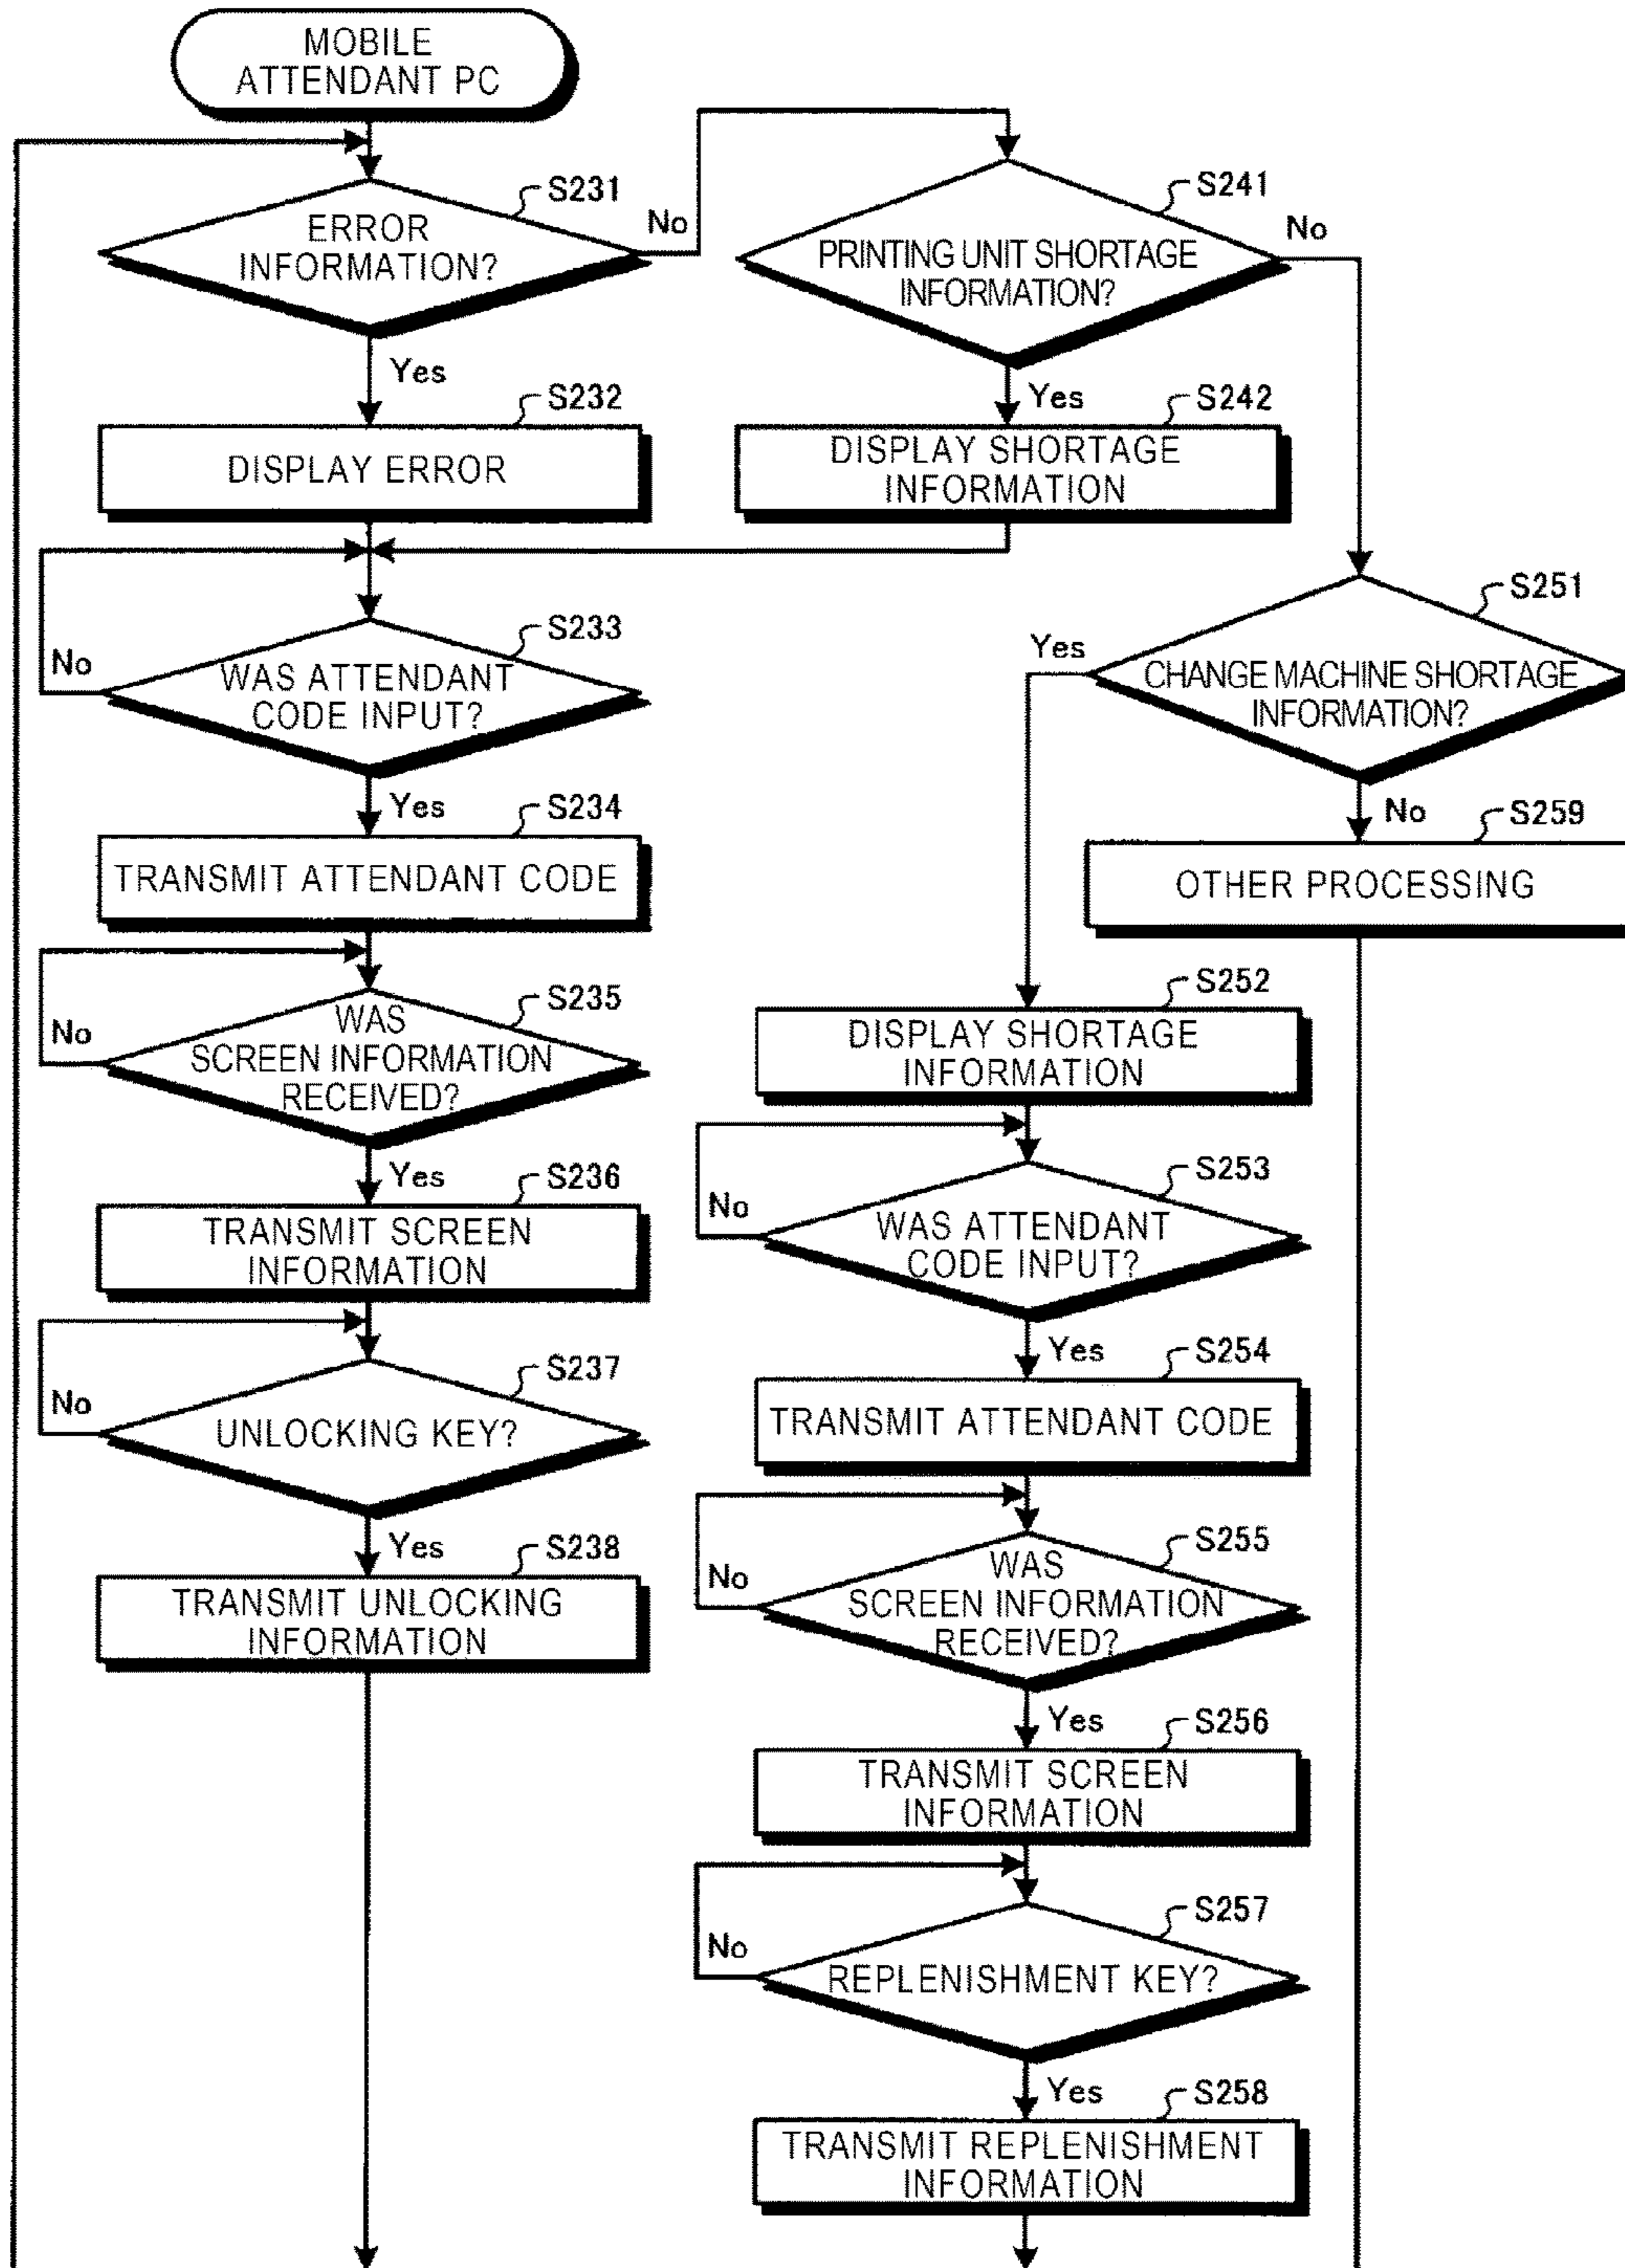 MOBILE
ATTENDANT PC
S231
ERROR
INFORMATION?
No
Yes
S232
DISPLAY ERROR
S233
WAS ATTENDANT
CODE INPUT?
No
Yes
S234
TRANSMIT ATTENDANT CODE
S235
WAS
SCREEN INFORMATION
RECEIVED?
No
Yes
S236
TRANSMIT SCREEN
INFORMATION
S237
UNLOCKING KEY?
No
Yes
S238
TRANSMIT UNLOCKING
INFORMATION
S241
PRINTING UNIT SHORTAGE
INFORMATION?
No
Yes
S242
DISPLAY SHORTAGE
INFORMATION
S251
CHANGE MACHINE SHORTAGE
INFORMATION?
Yes
No
S259
OTHER PROCESSING
S252
DISPLAY SHORTAGE
INFORMATION
S253
WAS ATTENDANT
CODE INPUT?
No
Yes
S254
TRANSMIT ATTENDANT CODE
S255
WAS
SCREEN INFORMATION
RECEIVED?
No
Yes
S256
TRANSMIT SCREEN
INFORMATION
S257
REPLENISHMENT KEY?
No
Yes
S258
TRANSMIT REPLENISHMENT
INFORMATION